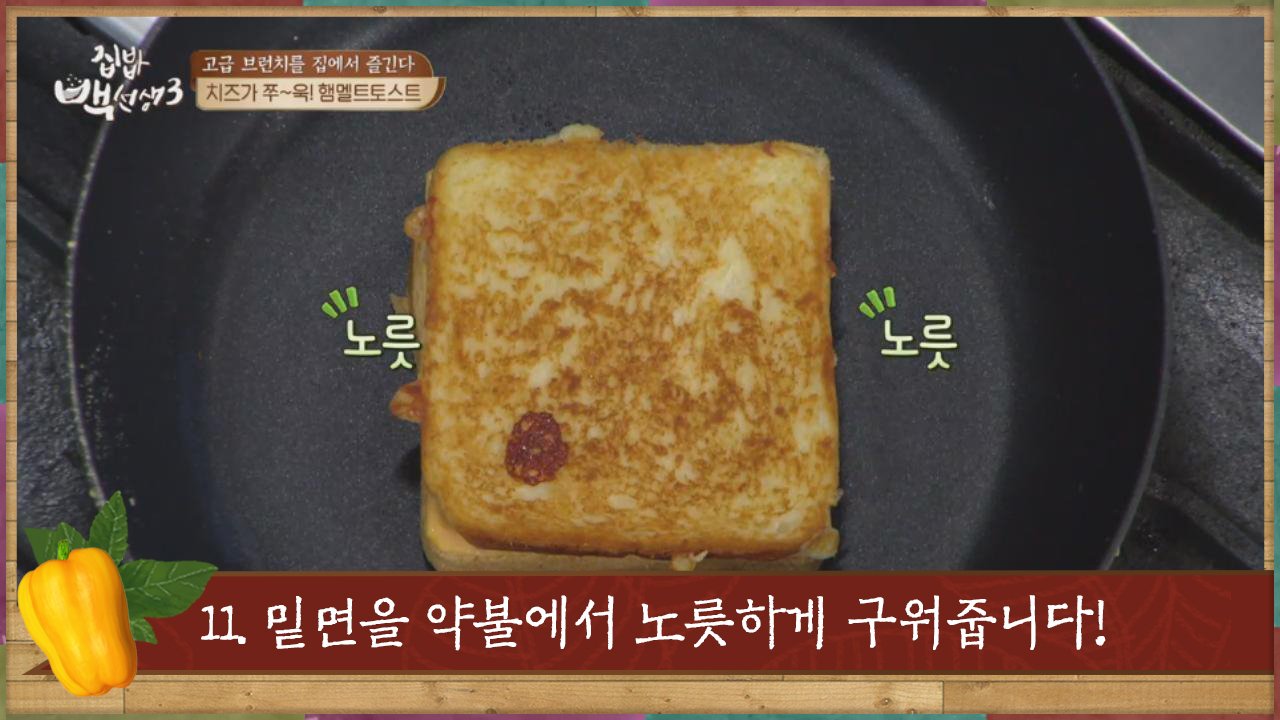 집밥
백선생3
고급 브런치를 집에서 즐긴다
치즈가 쭈~욱! 햄멜트토스트
노릇
노릇
11. 밑면을 약불에서 노릇하게 구워줍니다!